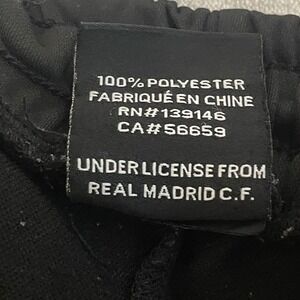 100% POLYESTER
FABRIQUÉ EN CHINE
RN# 139146
CA# 56659
UNDER LICENSE FROM
REAL MADRID C.F.